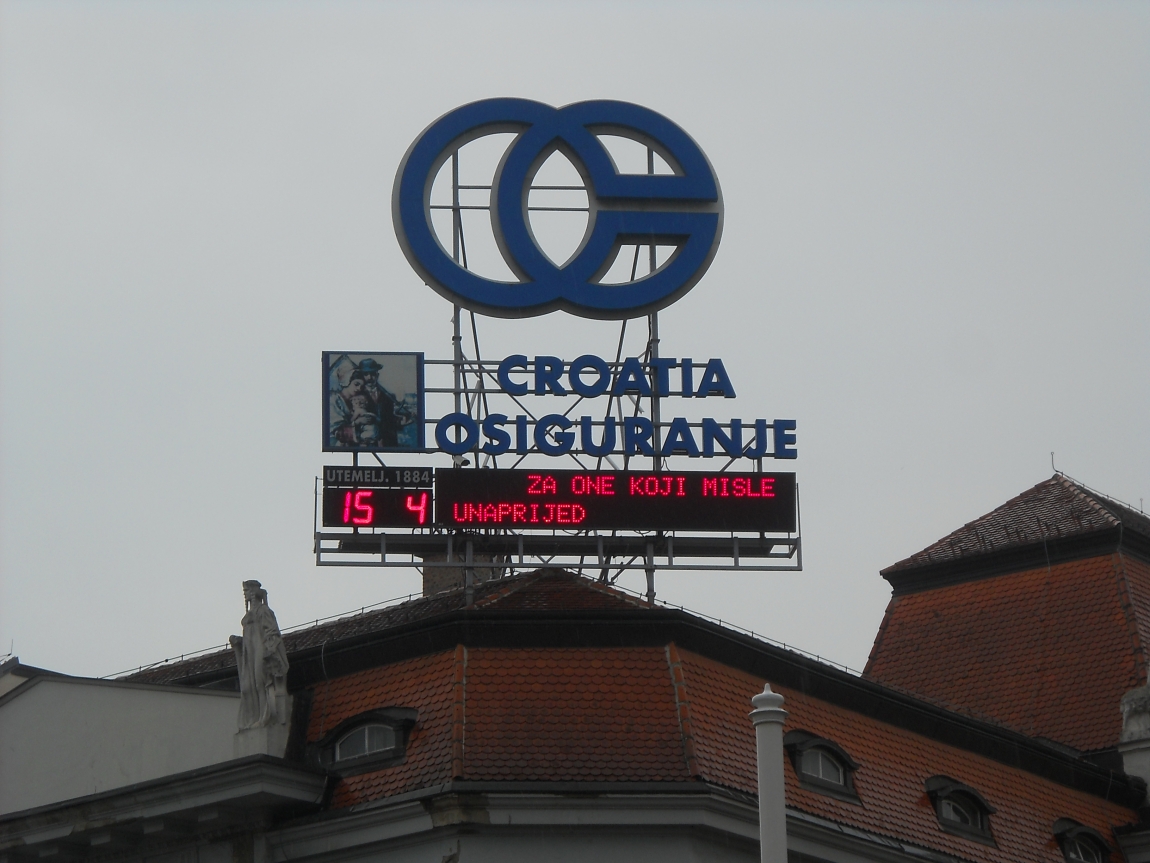 CROATIA
OSIGURANJE
UTEMELJ. 1884
15 4
ZA ONE KOJI MISLE
UNAPRIJED